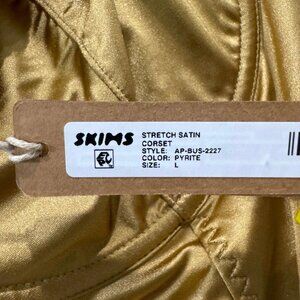 SKIMS
STRETCH SATIN
CORSET
STYLE: AP-BUS-2227
COLOR: PYRITE
SIZE: L